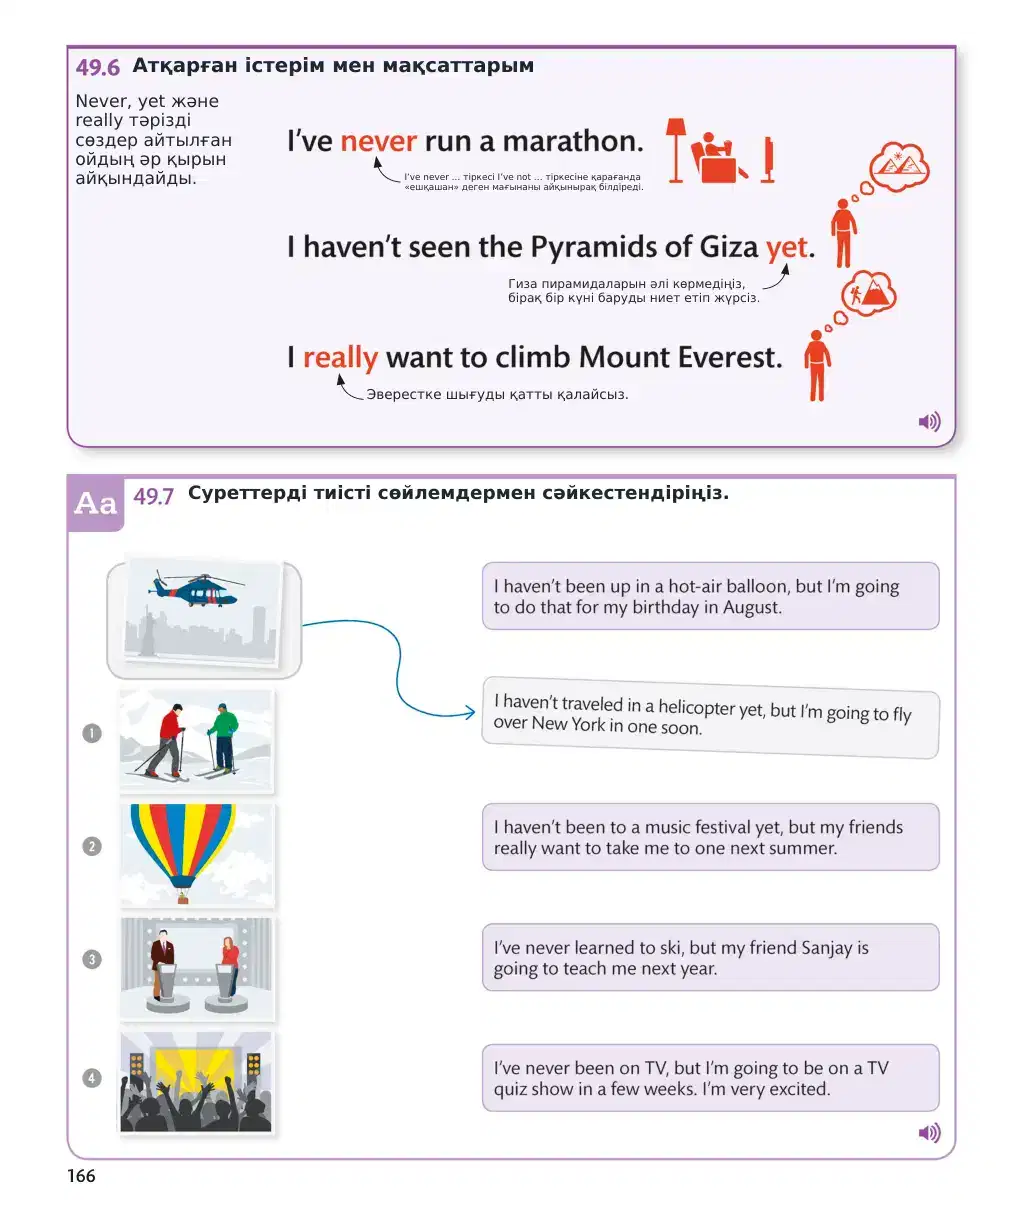 49.6 Атқарған істерім мен мақсаттарым
Never, yet және
really тәрізді
сөздер айтылған
ойдың әр қырын
айқындайды.
I've never run a marathon.
I've never ... тіркесі I've not ... тіркесіне қарағанда
«ешқашан» деген мағынаны айқынырақ білдіреді.
I haven't seen the Pyramids of Giza yet.
Гиза пирамидаларын әлі көрмедіңіз,
бірақ бір күні баруды ниет етіп жүрсіз.
I really want to climb Mount Everest.
Эверестке шығуды қатты қалайсыз.
Aa 49.7 Суреттерді тиісті сөйлемдермен сәйкестендіріңіз.
I haven't been up in a hot-air balloon, but I'm going
to do that for my birthday in August.
I haven't traveled in a helicopter yet, but I'm going to fly
over New York in one soon.
1
2
I haven't been to a music festival yet, but my friends
really want to take me to one next summer.
3
I've never learned to ski, but my friend Sanjay is
going to teach me next year.
4
I've never been on TV, but I'm going to be on a TV
quiz show in a few weeks. I'm very excited.
166